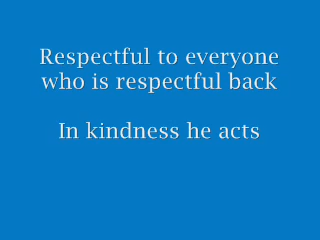 Respectful to everyone
who is respectful back
In kindness he acts